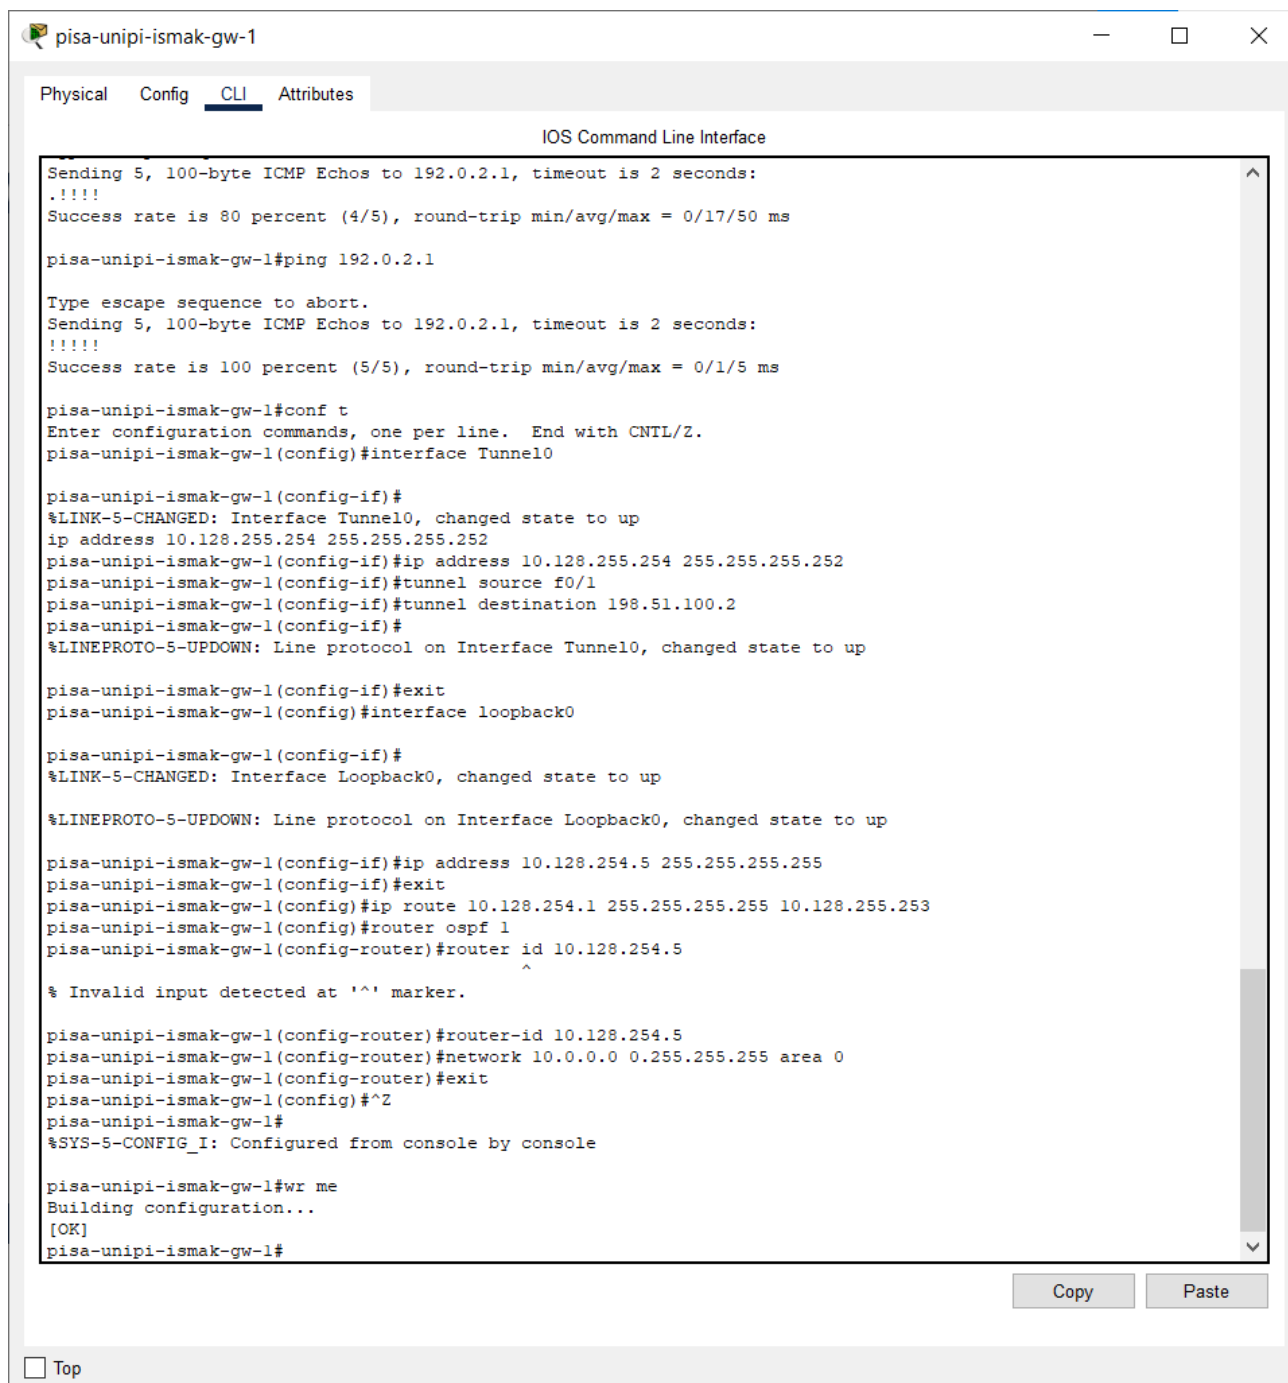 pisa-unipi-ismak-gw-1
Physical Config CLI Attributes
IOS Command Line Interface
Sending 5, 100-byte ICMP Echos to 192.0.2.1, timeout is 2 seconds:
.!!!!
Success rate is 80 percent (4/5), round-trip min/avg/max = 0/17/50 ms
pisa-unipi-ismak-gw-1#ping 192.0.2.1
Type escape sequence to abort.
Sending 5, 100-byte ICMP Echos to 192.0.2.1, timeout is 2 seconds:
!!!!!
Success rate is 100 percent (5/5), round-trip min/avg/max = 0/1/5 ms
pisa-unipi-ismak-gw-1#conf t
Enter configuration commands, one per line.  End with CNTL/Z.
pisa-unipi-ismak-gw-1(config)#interface Tunnel0
pisa-unipi-ismak-gw-1(config-if)#
%LINK-5-CHANGED: Interface Tunnel0, changed state to up
ip address 10.128.255.254 255.255.255.252
pisa-unipi-ismak-gw-1(config-if)#ip address 10.128.255.254 255.255.255.252
pisa-unipi-ismak-gw-1(config-if)#tunnel source f0/1
pisa-unipi-ismak-gw-1(config-if)#tunnel destination 198.51.100.2
pisa-unipi-ismak-gw-1(config-if)#
%LINEPROTO-5-UPDOWN: Line protocol on Interface Tunnel0, changed state to up
pisa-unipi-ismak-gw-1(config-if)#exit
pisa-unipi-ismak-gw-1(config)#interface loopback0
pisa-unipi-ismak-gw-1(config-if)#
%LINK-5-CHANGED: Interface Loopback0, changed state to up
%LINEPROTO-5-UPDOWN: Line protocol on Interface Loopback0, changed state to up
pisa-unipi-ismak-gw-1(config-if)#ip address 10.128.254.5 255.255.255.255
pisa-unipi-ismak-gw-1(config-if)#exit
pisa-unipi-ismak-gw-1(config)#ip route 10.128.254.1 255.255.255.255 10.128.255.253
pisa-unipi-ismak-gw-1(config)#router ospf 1
pisa-unipi-ismak-gw-1(config-router)#router id 10.128.254.5
^
% Invalid input detected at '^' marker.
pisa-unipi-ismak-gw-1(config-router)#router-id 10.128.254.5
pisa-unipi-ismak-gw-1(config-router)#network 10.0.0.0 0.255.255.255 area 0
pisa-unipi-ismak-gw-1(config-router)#exit
pisa-unipi-ismak-gw-1(config)#^Z
pisa-unipi-ismak-gw-1#
%SYS-5-CONFIG_I: Configured from console by console
pisa-unipi-ismak-gw-1#wr me
Building configuration...
[OK]
pisa-unipi-ismak-gw-1#
Copy Paste
Top